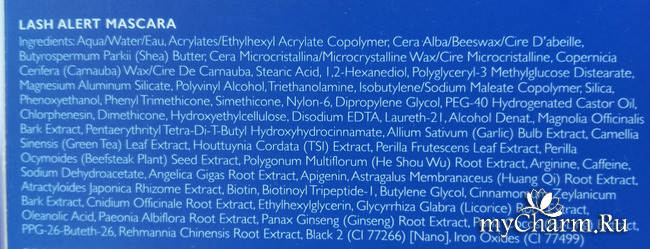 LASH ALERT MASCARA
Ingredients: Aqua/Water/Eau, Acrylates/Ethylhexyl Acrylate Copolymer, Cera Alba/Beeswax/Cire D'abeille,
Butyrospermum Parkii (Shea) Butter, Cera Microcristallina/Microcrystalline Wax/Cire Microcristalline, Copernicia
Cerifera (Carnauba) Wax/Cire De Carnauba, Stearic Acid, 1,2-Hexanediol, Polyglyceryl-3 Methylglucose Distearate,
Magnesium Aluminum Silicate, Polyvinyl Alcohol, Triethanolamine, Isobutylene/Sodium Maleate Copolymer, Silica,
Phenoxyethanol, Phenyl Trimethicone, Simethicone, Nylon-6, Dipropylene Glycol, PEG-40 Hydrogenated Castor Oil,
Chlorphenesin, Dimethicone, Hydroxyethylcellulose, Disodium EDTA, Laureth-21, Alcohol Denat., Magnolia Officinalis
Bark Extract, Pentaerythrityl Tetra-Di-T-Butyl Hydroxyhydrocinnamate, Allium Sativum (Garlic) Bulb Extract, Camellia
Sinensis (Green Tea) Leaf Extract, Houttuynia Cordata (TSI) Extract, Perilla Frutescens Leaf Extract, Perilla
Ocymoides (Beefsteak Plant) Seed Extract, Polygonum Multiflorum (He Shou Wu) Root Extract, Arginine, Caffeine,
Sodium Dehydroacetate, Angelica Gigas Root Extract, Apigenin, Astragalus Membranaceus (Huang Qi) Root Extract,
Atractyloides Japonica Rhizome Extract, Biotin, Biotinoyl Tripeptide-1, Butylene Glycol, Cinnamomum Zeylanicum
Bark Extract, Cnidium Officinale Root Extract, Ethylhexylglycerin, Glycyrrhiza Glabra (Licorice) Root Extract,
Oleanolic Acid, Paeonia Albiflora Root Extract, Panax Ginseng (Ginseng) Root Extract, Root Extract,
PPG-26-Buteth-26, Rehmannia Chinensis Root Extract, Black 2 (CI 77266) [Nano], Iron Oxides (CI 77499)
myCharm.Ru